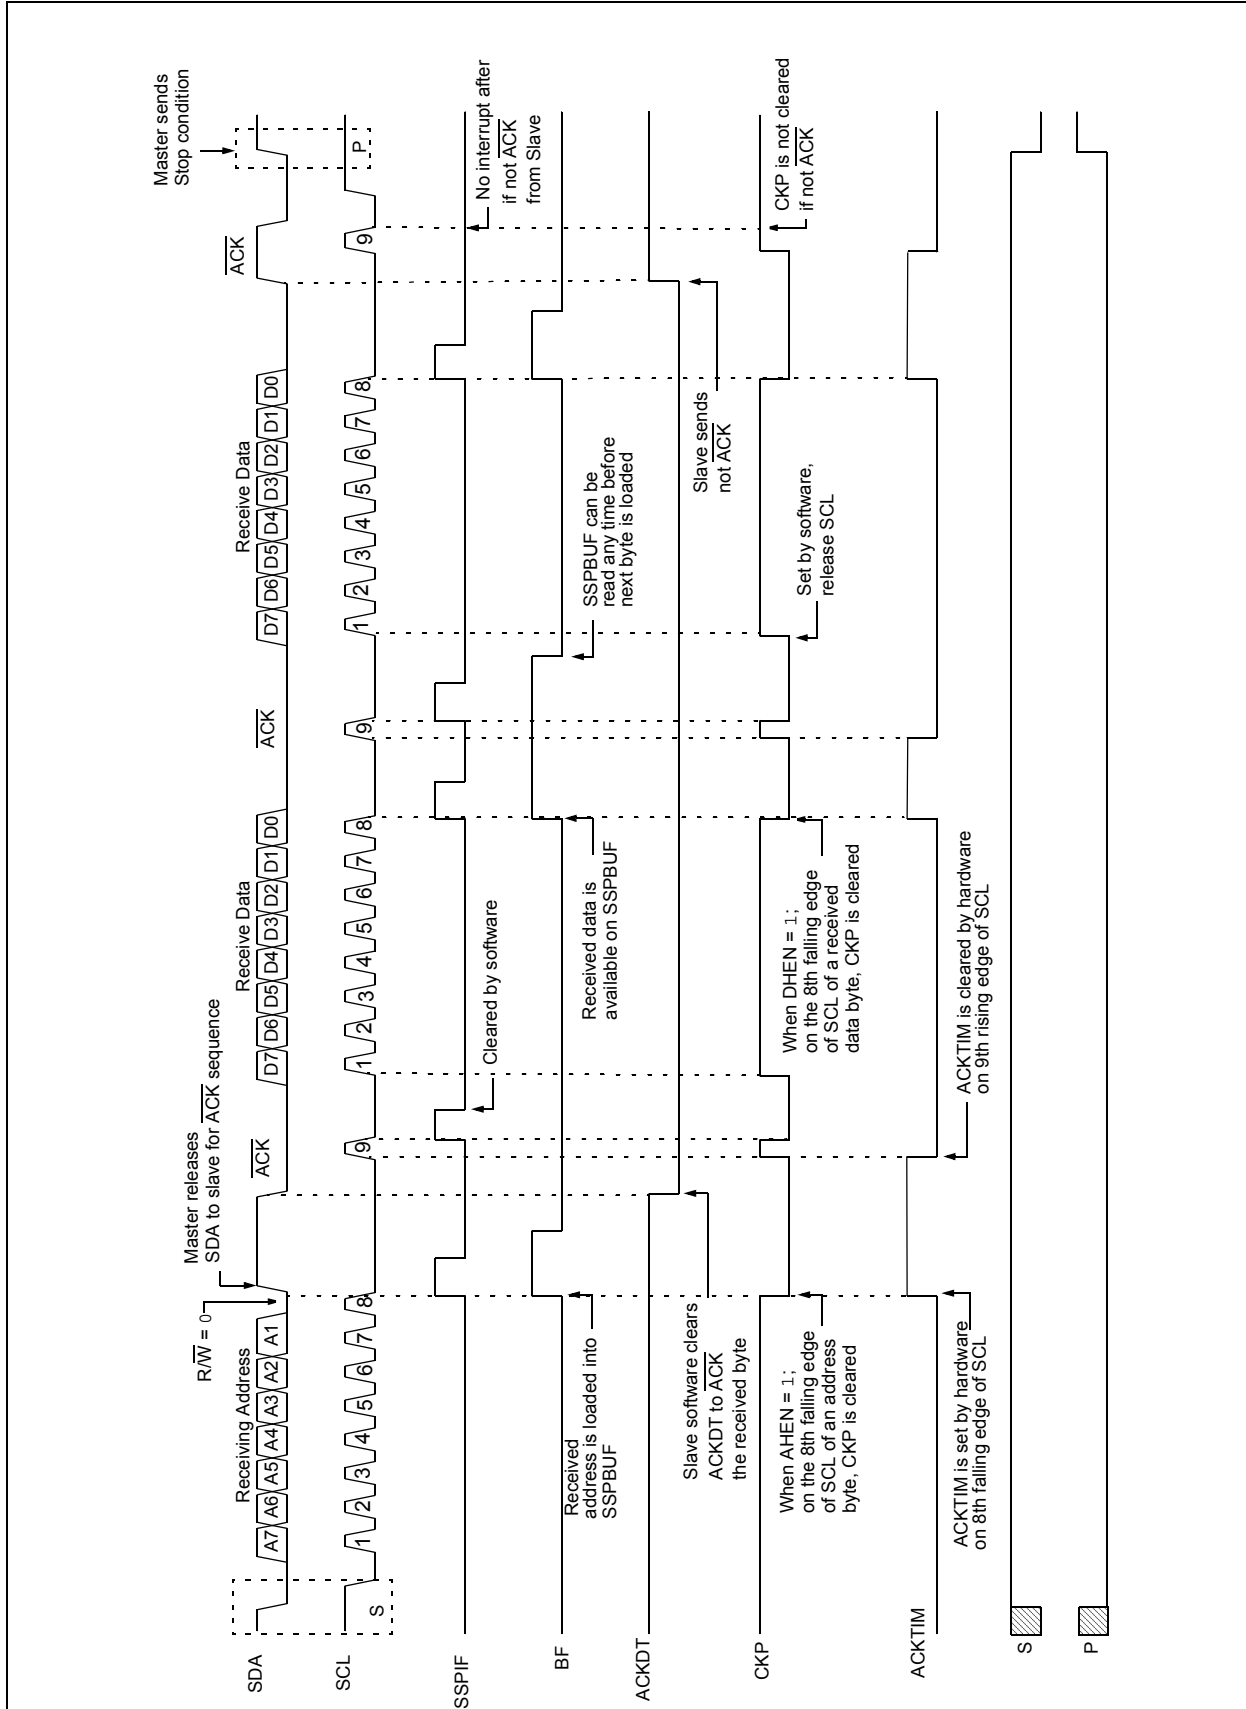 Master sends
Stop condition
Master releases
SDA to slave for ACK sequence
R/W = 0
Receiving Address
ACK
Receive Data
ACK
Receive Data
ACK
SDA
A7 A6 A5 A4 A3 A2 A1
D7 D6 D5 D4 D3 D2 D1 D0
D7 D6 D5 D4 D3 D2 D1 D0
SCL
S
1 2 3 4 5 6 7 8 9
1 2 3 4 5 6 7 8 9
1 2 3 4 5 6 7 8 9
P
SSPIF
Cleared by software
No interrupt after
if not ACK
from Slave
BF
Received
address is loaded into
SSPBUF
Received data is
available on SSPBUF
SSPBUF can be
read any time before
next byte is loaded
ACKDT
Slave software clears
ACKDT to ACK
the received byte
Slave sends
not ACK
CKP
When AHEN = 1;
on the 8th falling edge
of SCL of an address
byte, CKP is cleared
When DHEN = 1;
on the 8th falling edge
of SCL of a received
data byte, CKP is cleared
Set by software,
release SCL
CKP is not cleared
if not ACK
ACKTIM
ACKTIM is set by hardware
on 8th falling edge of SCL
ACKTIM is cleared by hardware
on 9th rising edge of SCL
S
P